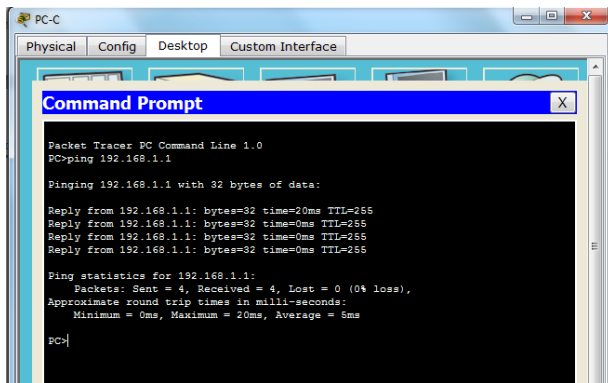 PC-C
Physical Config Desktop Custom Interface
Command Prompt
X
Packet Tracer PC Command Line 1.0
PC>ping 192.168.1.1
Pinging 192.168.1.1 with 32 bytes of data:
Reply from 192.168.1.1: bytes=32 time=20ms TTL=255
Reply from 192.168.1.1: bytes=32 time=0ms TTL=255
Reply from 192.168.1.1: bytes=32 time=0ms TTL=255
Reply from 192.168.1.1: bytes=32 time=0ms TTL=255
Ping statistics for 192.168.1.1:
Packets: Sent = 4, Received = 4, Lost = 0 (0% loss),
Approximate round trip times in milli-seconds:
Minimum = 0ms, Maximum = 20ms, Average = 5ms
PC>